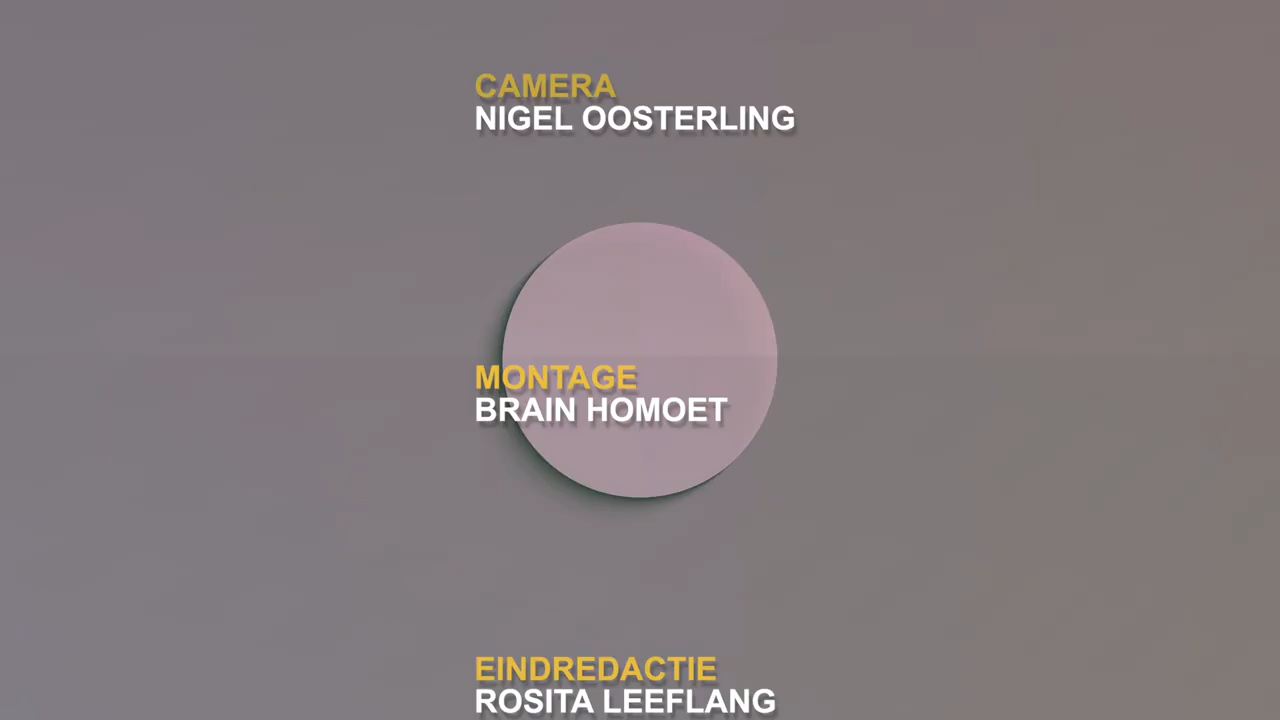 CAMERA
NIGEL OOSTERLING
MONTAGE
BRAIN HOMOET
EINDREDACTIE
ROSITA LEEFLANG